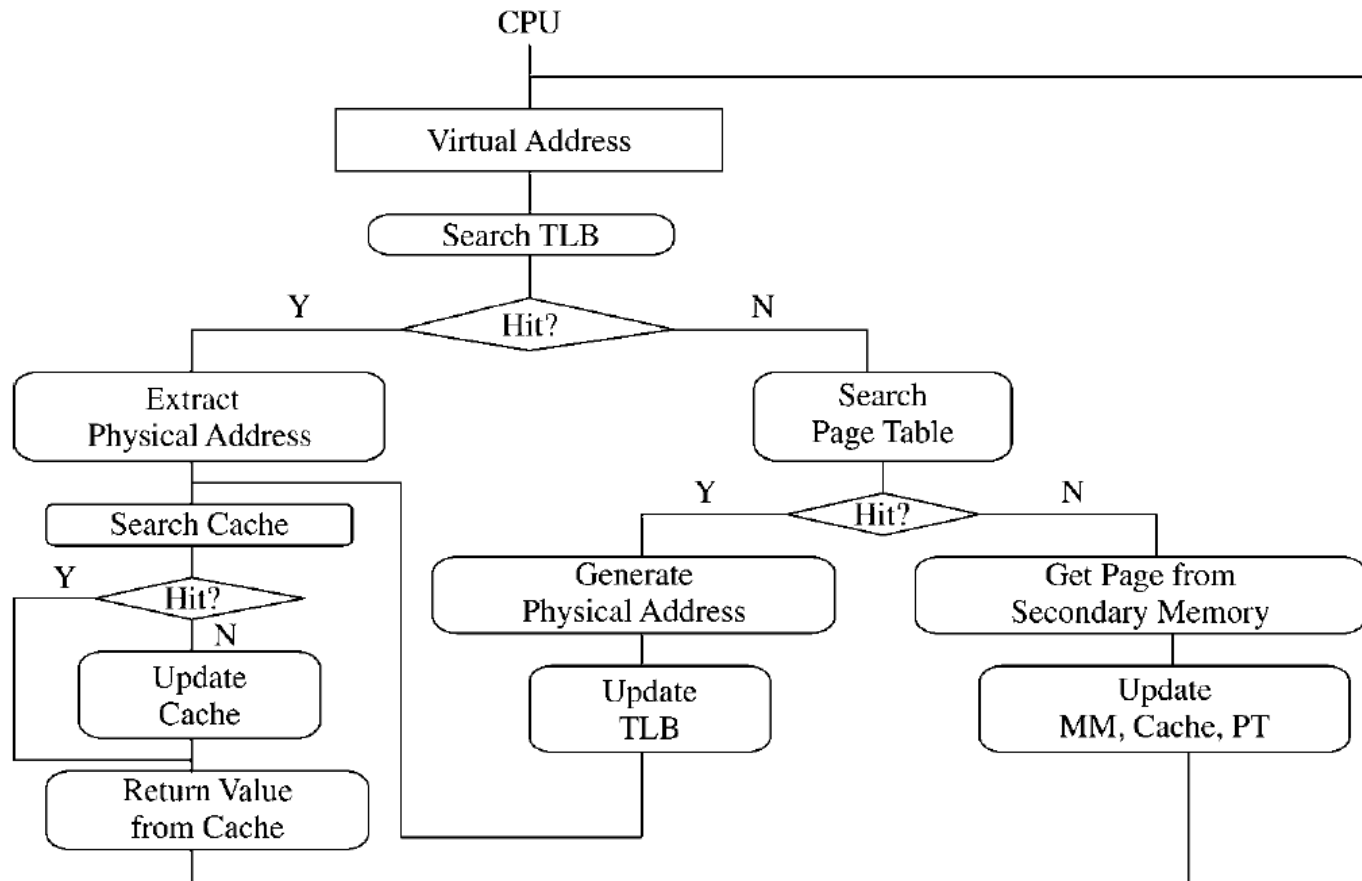 CPU
Virtual Address
Search TLB
Y
Hit?
N
Extract
Physical Address
Search
Page Table
Search Cache
Y
Hit?
N
Y
Hit?
N
Update
Cache
Return Value
from Cache
Generate
Physical Address
Update
TLB
Get Page from
Secondary Memory
Update
MM, Cache, PT